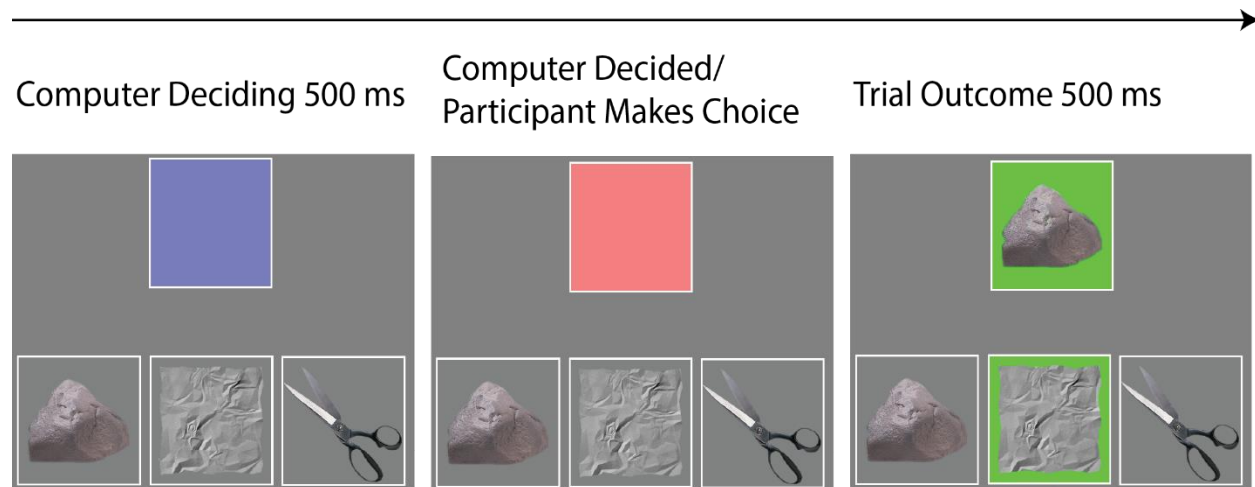 Computer Deciding 500 ms
Computer Decided/
Participant Makes Choice
Trial Outcome 500 ms